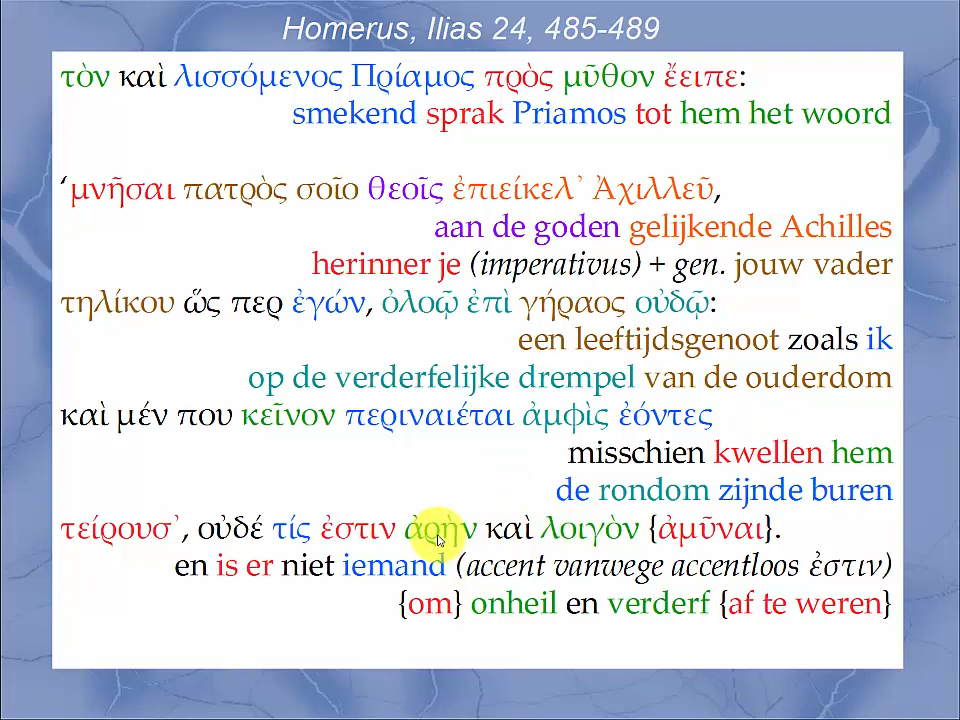 Homerus, Ilias 24, 485-489
τὸν καὶ λισσόμενος Πρίαμος πρὸς μῦθον ἔειπε:
smekend sprak Priamos tot hem het woord
‘μνῆσαι πατρὸς σοῖο θεοῖς ἐπιείκελ᾽ Ἀχιλλεῦ,
aan de goden gelijkende Achilles
herinner je (imperativus) + gen. jouw vader
τηλίκου ὥς περ ἐγών, ὀλοῷ ἐπὶ γήραος οὐδῷ:
een leeftijdsgenoot zoals ik
op de verderfelijke drempel van de ouderdom
καὶ μέν που κεῖνον περιναιέται ἀμφὶς ἐόντες
misschien kwellen hem
de rondom zijnde buren
τείρουσ᾽, οὐδέ τίς ἐστιν ἀρὴν καὶ λοιγὸν {ἀμῦναι}.
en is er niet iemand (accent vanwege accentloos ἐστιν)
{om} onheil en verderf {af te weren}